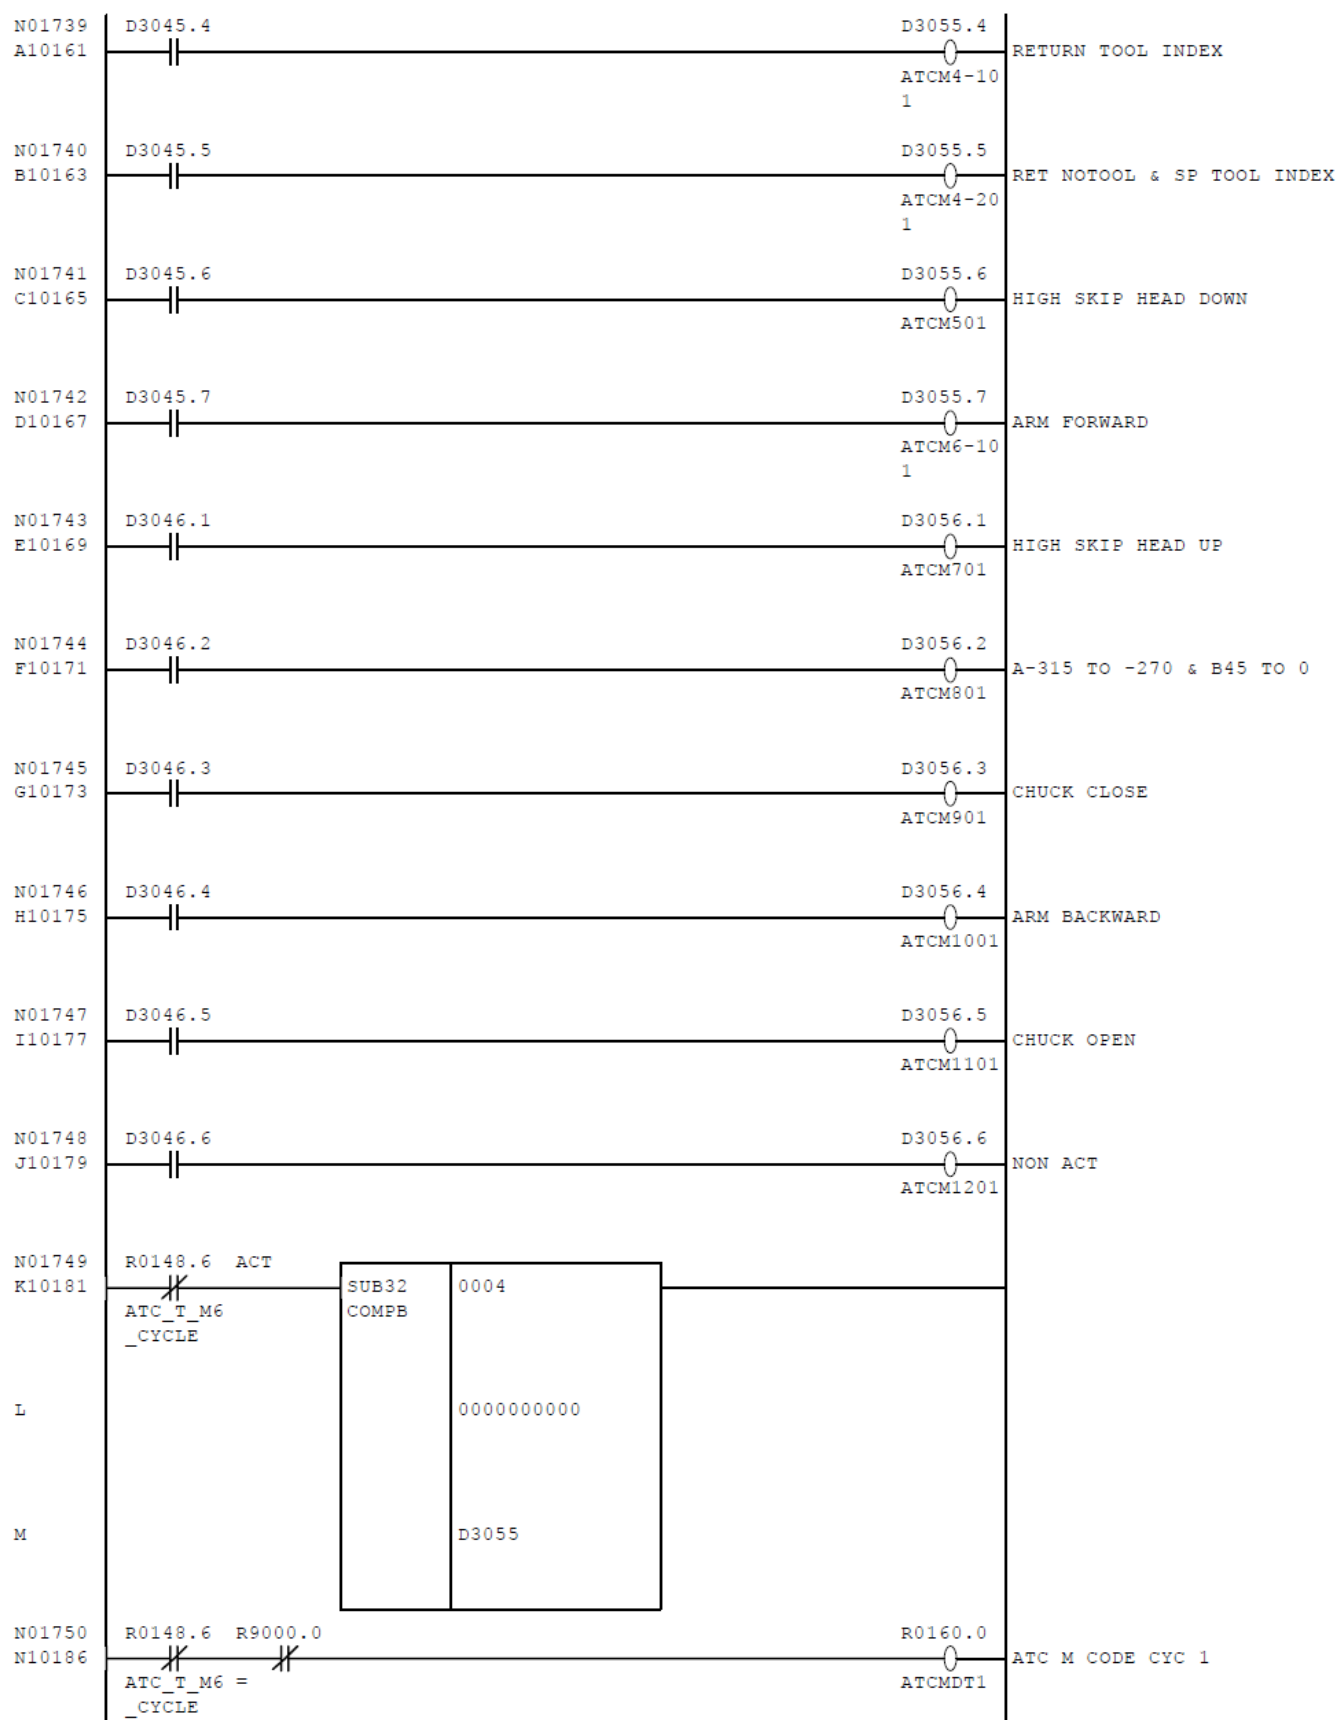 N01739 D3045.4 D3055.4
A10161 RETURN TOOL INDEX
ATCM4-10
1
N01740 D3045.5 D3055.5
B10163 RET NOTOOL & SP TOOL INDEX
ATCM4-20
1
N01741 D3045.6 D3055.6
C10165 HIGH SKIP HEAD DOWN
ATCM501
N01742 D3045.7 D3055.7
D10167 ARM FORWARD
ATCM6-10
1
N01743 D3046.1 D3056.1
E10169 HIGH SKIP HEAD UP
ATCM701
N01744 D3046.2 D3056.2
F10171 A-315 TO -270 & B45 TO 0
ATCM801
N01745 D3046.3 D3056.3
G10173 CHUCK CLOSE
ATCM901
N01746 D3046.4 D3056.4
H10175 ARM BACKWARD
ATCM1001
N01747 D3046.5 D3056.5
I10177 CHUCK OPEN
ATCM1101
N01748 D3046.6 D3056.6
J10179 NON ACT
ATCM1201
N01749 R0148.6 ACT
K10181 SUB32 0004
ATC_T_M6 COMPB
_CYCLE
L 0000000000
M D3055
N01750 R0148.6 R9000.0 R0160.0
N10186 ATC M CODE CYC 1
ATC_T_M6 = ATCMDT1
_CYCLE